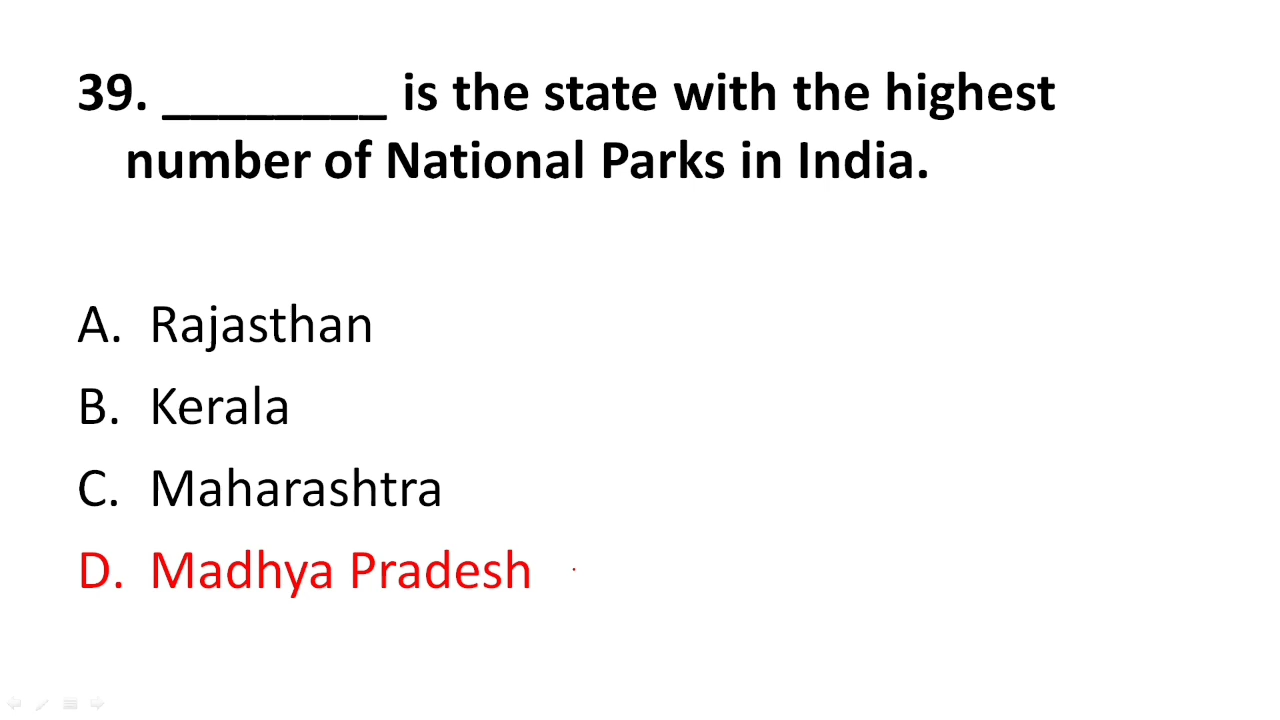 39. ________ is the state with the highest
number of National Parks in India.
A. Rajasthan
B. Kerala
C. Maharashtra
D. Madhya Pradesh